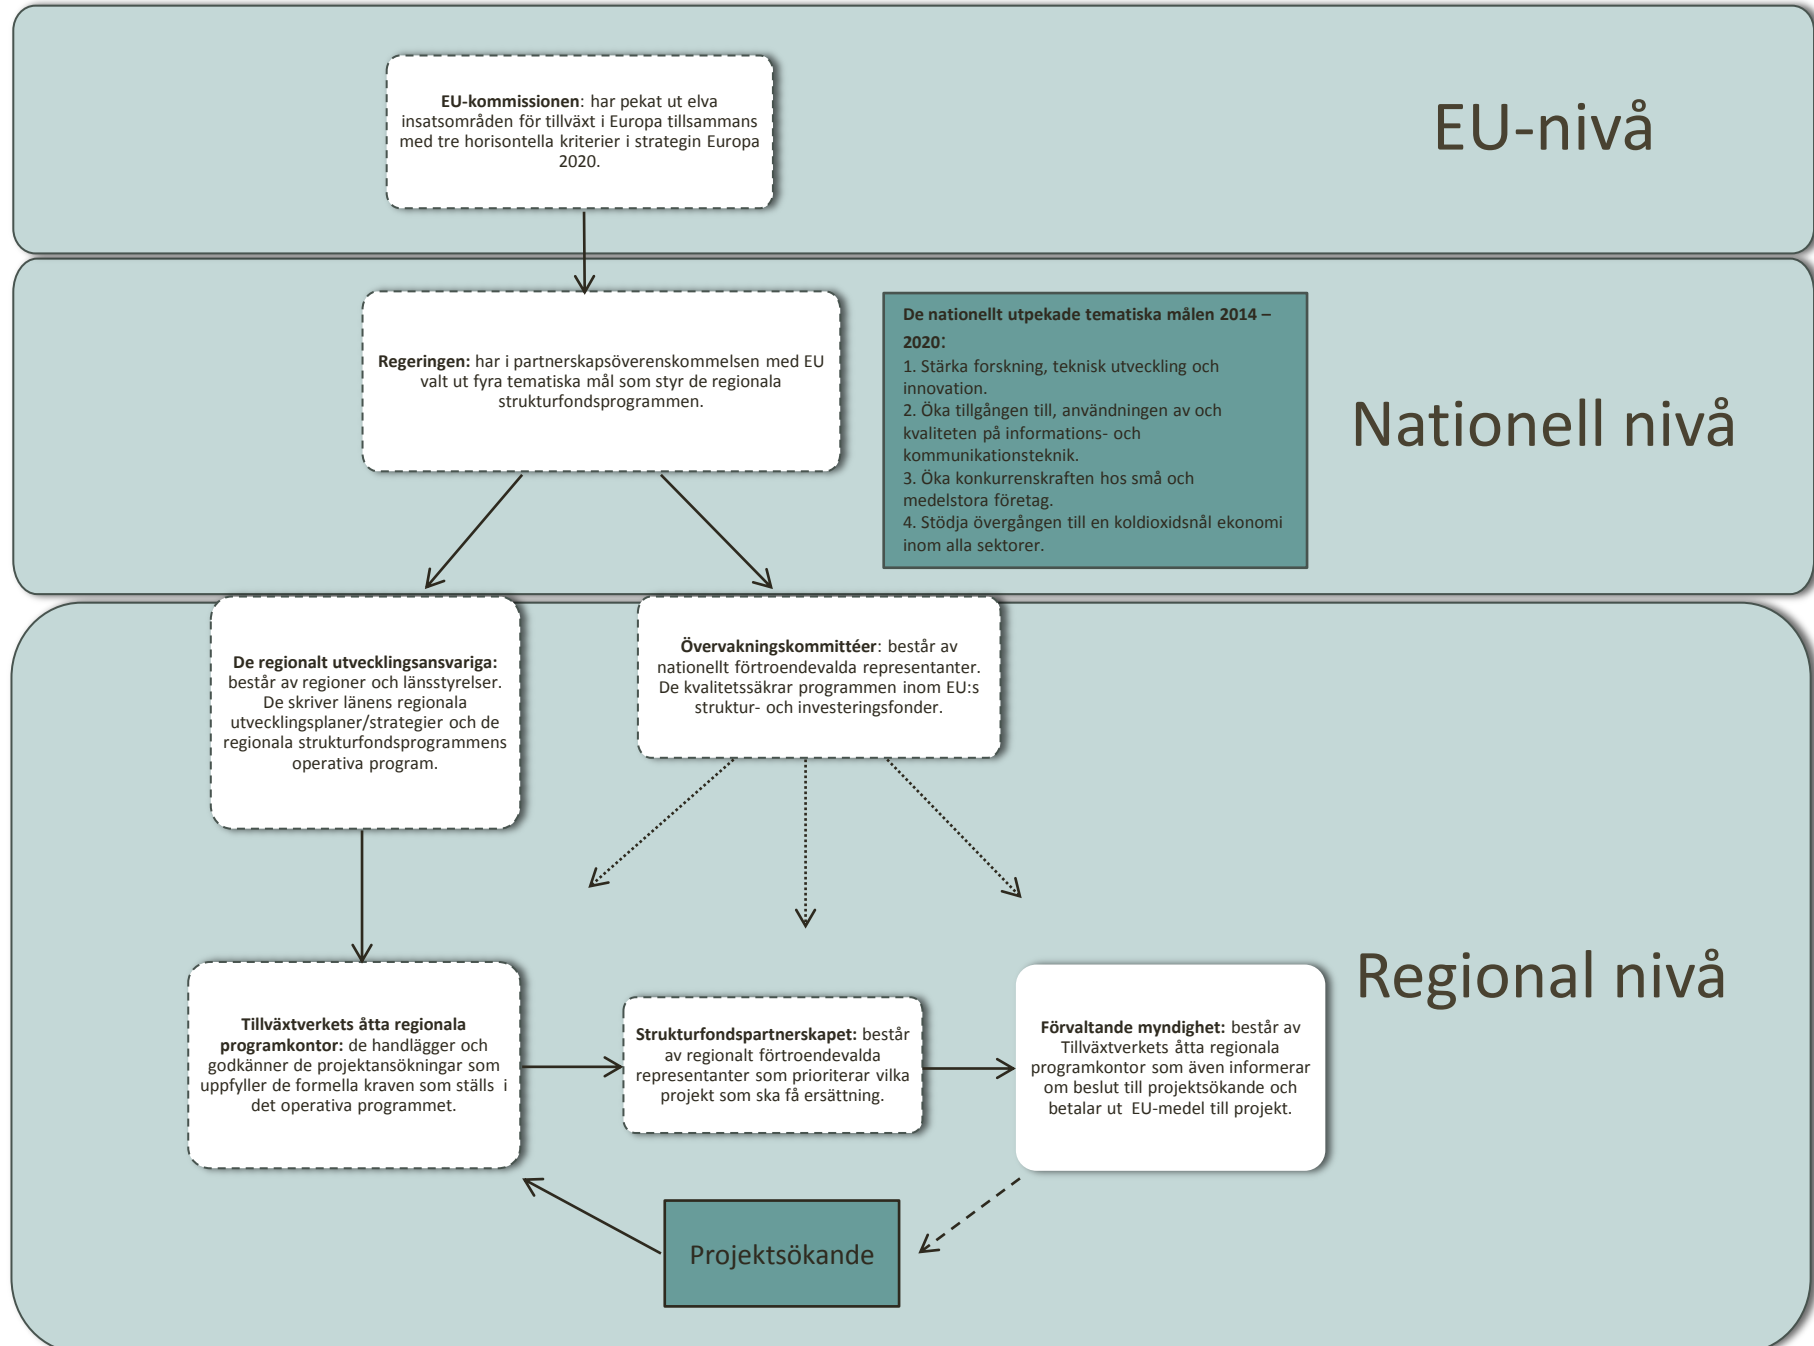 EU-kommissionen: har pekat ut elva
insatsområden för tillväxt i Europa tillsammans
med tre horisontella kriterier i strategin Europa
2020.
EU-nivå
Regeringen: har i partnerskapsöverenskommelsen med EU
valt ut fyra tematiska mål som styr de regionala
strukturfondsprogrammen.
De nationellt utpekade tematiska målen 2014 –
2020:
1. Stärka forskning, teknisk utveckling och
innovation.
2. Öka tillgången till, användningen av och
kvaliteten på informations- och
kommunikationsteknik.
3. Öka konkurrenskraften hos små och
medelstora företag.
4. Stödja övergången till en koldioxidsnål ekonomi
inom alla sektorer.
Nationell nivå
De regionalt utvecklingsansvariga:
består av regioner och länsstyrelser.
De skriver länens regionala
utvecklingsplaner/strategier och de
regionala strukturfondsprogrammens
operativa program.
Övervakningskommittéer: består av
nationellt förtroendevalda representanter.
De kvalitetssäkrar programmen inom EU:s
struktur- och investeringsfonder.
Regional nivå
Tillväxtverkets åtta regionala
programkontor: de handlägger och
godkänner de projektansökningar som
uppfyller de formella kraven som ställs i
det operativa programmet.
Strukturfondspartnerskapet: består
av regionalt förtroendevalda
representanter som prioriterar vilka
projekt som ska få ersättning.
Förvaltande myndighet: består av
Tillväxtverkets åtta regionala
programkontor som även informerar
om beslut till projektsökande och
betalar ut EU-medel till projekt.
Projektsökande